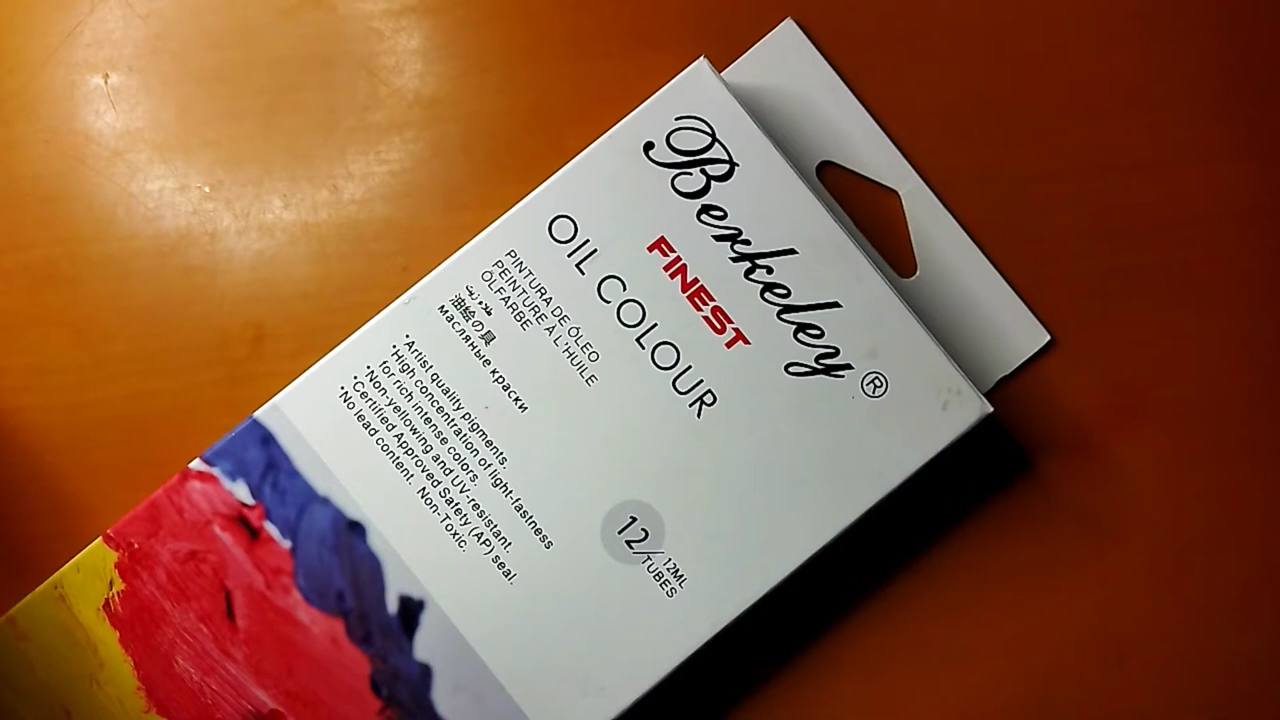 Berkeley®
FINEST
OIL COLOUR
PINTURA DE ÓLEO
PEINTURE À L'HUILE
ÖLFARBE
油絵の具
масляные краски
*Artist quality pigments.
*High concentration of light-fastness
for rich intense colors.
*Non-yellowing and UV-resistant.
*Certified Approved Safety (AP) seal.
*No lead content. Non-Toxic.
12/12ML
TUBES